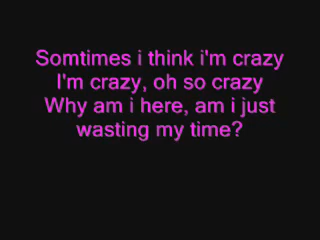 Somtimes i think i'm crazy
I'm crazy, oh so crazy
Why am i here, am i just
wasting my time?